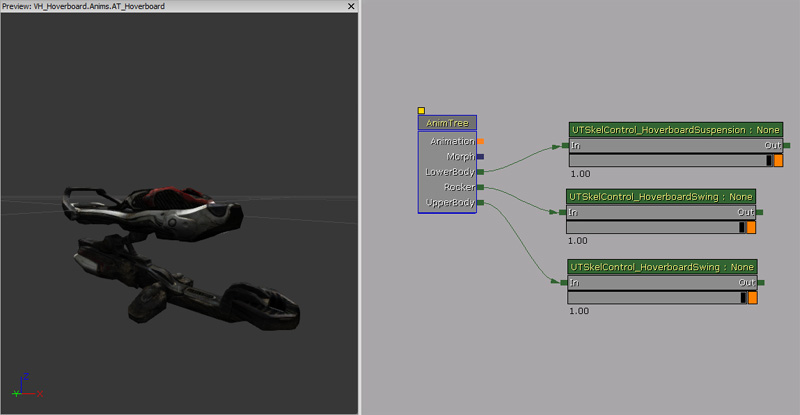 Preview: VH_Hoverboard.Anims.AT_Hoverboard
AnimTree
Animation
Morph
LowerBody
Rocker
UpperBody
UTSkelControl_HoverboardSuspension : None
In Out
1.00
UTSkelControl_HoverboardSwing : None
In Out
1.00
UTSkelControl_HoverboardSwing : None
In Out
1.00
Z
Y X